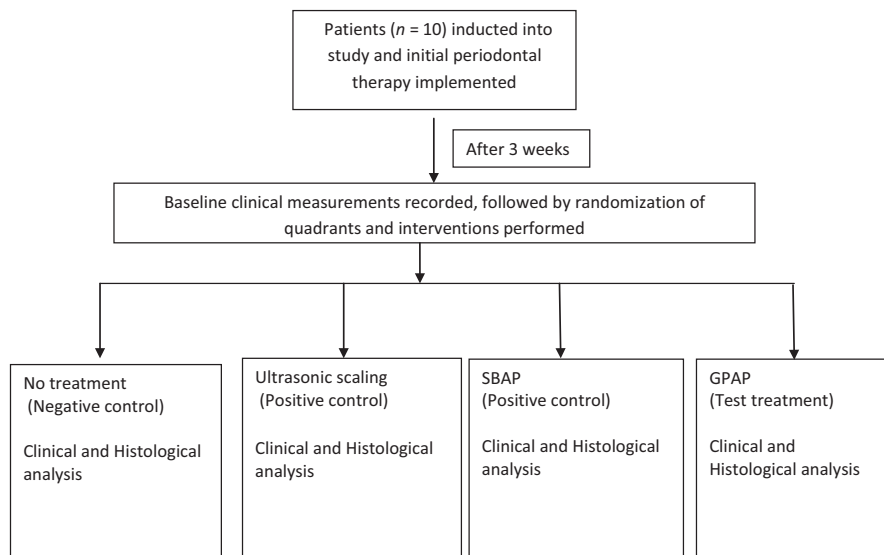 Patients (n = 10) inducted into
study and initial periodontal
therapy implemented
After 3 weeks
Baseline clinical measurements recorded, followed by randomization of
quadrants and interventions performed
No treatment
(Negative control)
Clinical and Histological
analysis
Ultrasonic scaling
(Positive control)
Clinical and Histological
analysis
SBAP
(Positive control)
Clinical and Histological
analysis
GPAP
(Test treatment)
Clinical and
Histological analysis